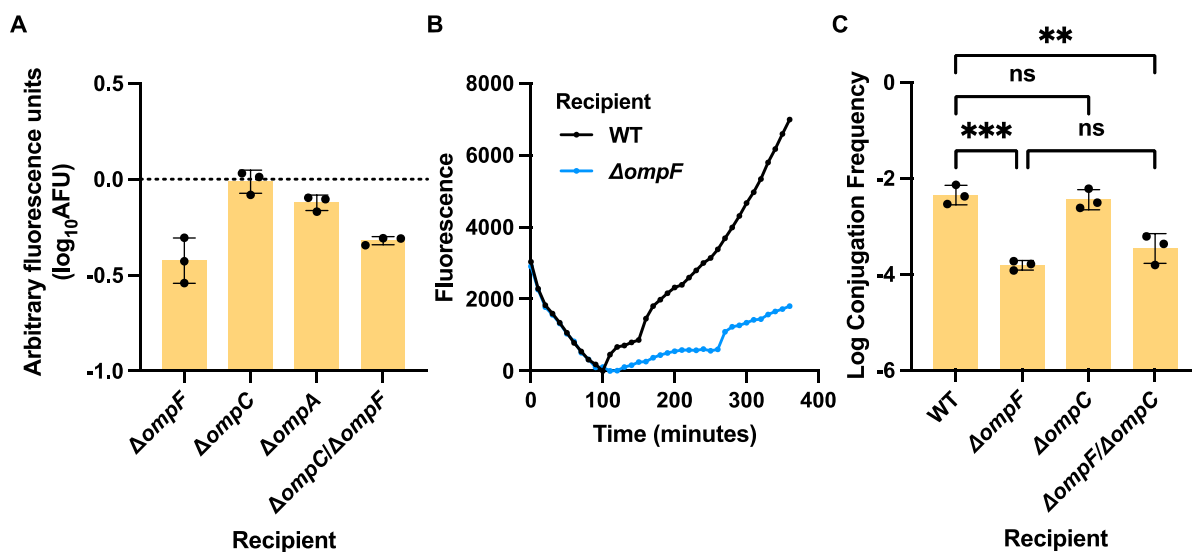 A
Arbitrary fluorescence units
(log₁₀AFU)
0.5
0.0
-0.5
-1.0
ΔompF
ΔompC
ΔompA
ΔompC/ΔompF
Recipient
B
Fluorescence
8000
6000
4000
2000
0
Recipient
WT
ΔompF
0
100
200
300
400
Time (minutes)
C
Log Conjugation Frequency
0
-2
-4
-6
**
ns
***
ns
WT
ΔompF
ΔompC
ΔompF/ΔompC
Recipient